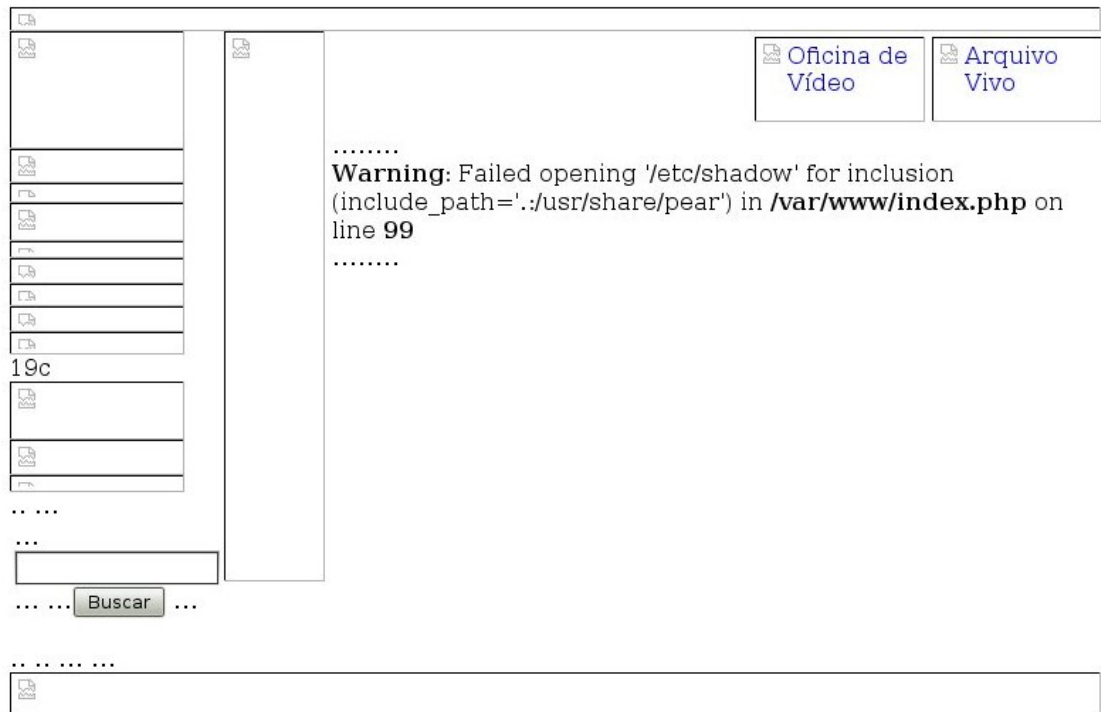 Oficina de
Vídeo
Arquivo
Vivo
........
Warning: Failed opening '/etc/shadow' for inclusion
(include_path='.:/usr/share/pear') in /var/www/index.php on
line 99
........
19c
.. ...
...
... ... Buscar ...
.. .. ... ...